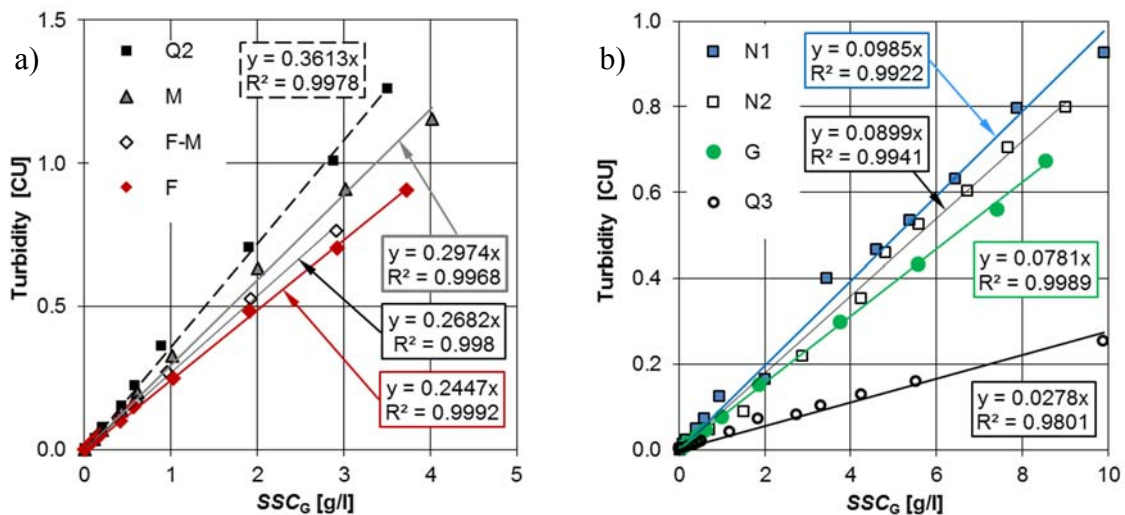 a)
Turbidity [CU]
1.5
1.0
0.5
0.0
Q2
M
F-M
F
y = 0.3613x
R² = 0.9978
y = 0.2974x
R² = 0.9968
y = 0.2682x
R² = 0.998
y = 0.2447x
R² = 0.9992
0 1 2 3 4 5
SSC_G [g/l]
b)
Turbidity [CU]
1.0
0.8
0.6
0.4
0.2
0.0
N1
N2
G
Q3
y = 0.0985x
R² = 0.9922
y = 0.0899x
R² = 0.9941
y = 0.0781x
R² = 0.9989
y = 0.0278x
R² = 0.9801
0 2 4 6 8 10
SSC_G [g/l]